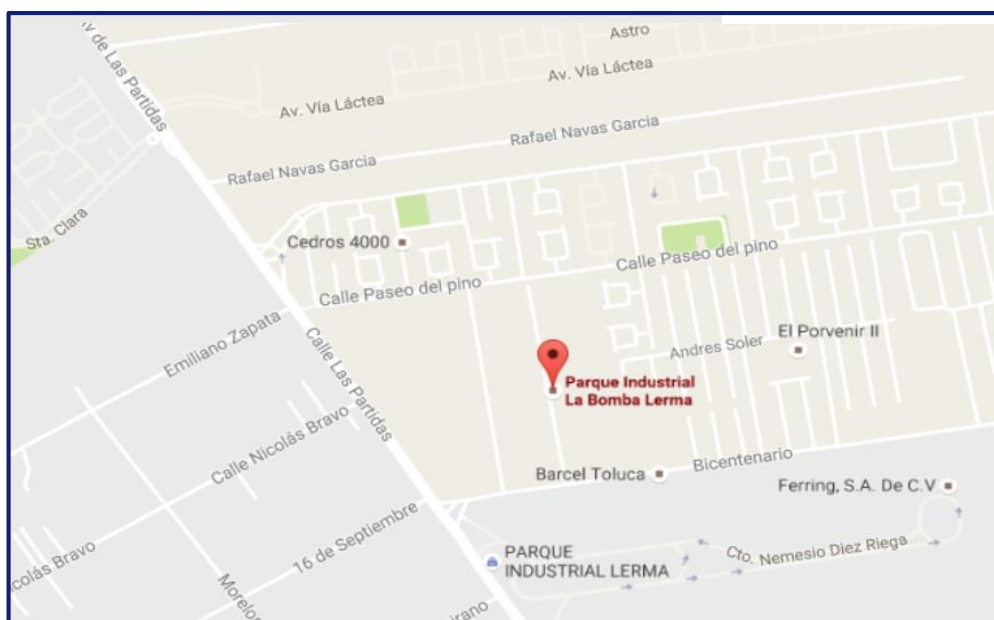 Astro
Av. Vía Láctea
Av. Vía Láctea
Av de Las Partidas
Rafael Navas Garcia
Rafael Navas Garcia
Sta. Clara
Cedros 4000
Calle Paseo del pino
Calle Paseo del pino
Emiliano Zapata
Calle Las Partidas
El Porvenir II
Andres Soler
Parque Industrial
La Bomba Lerma
Calle Nicolás Bravo
Bicentenario
Barcel Toluca
Ferring, S.A. De C.V
16 de Septiembre
Cto. Nemesio Diez Riega
PARQUE
INDUSTRIAL LERMA
icolás Bravo
Morelos
irano